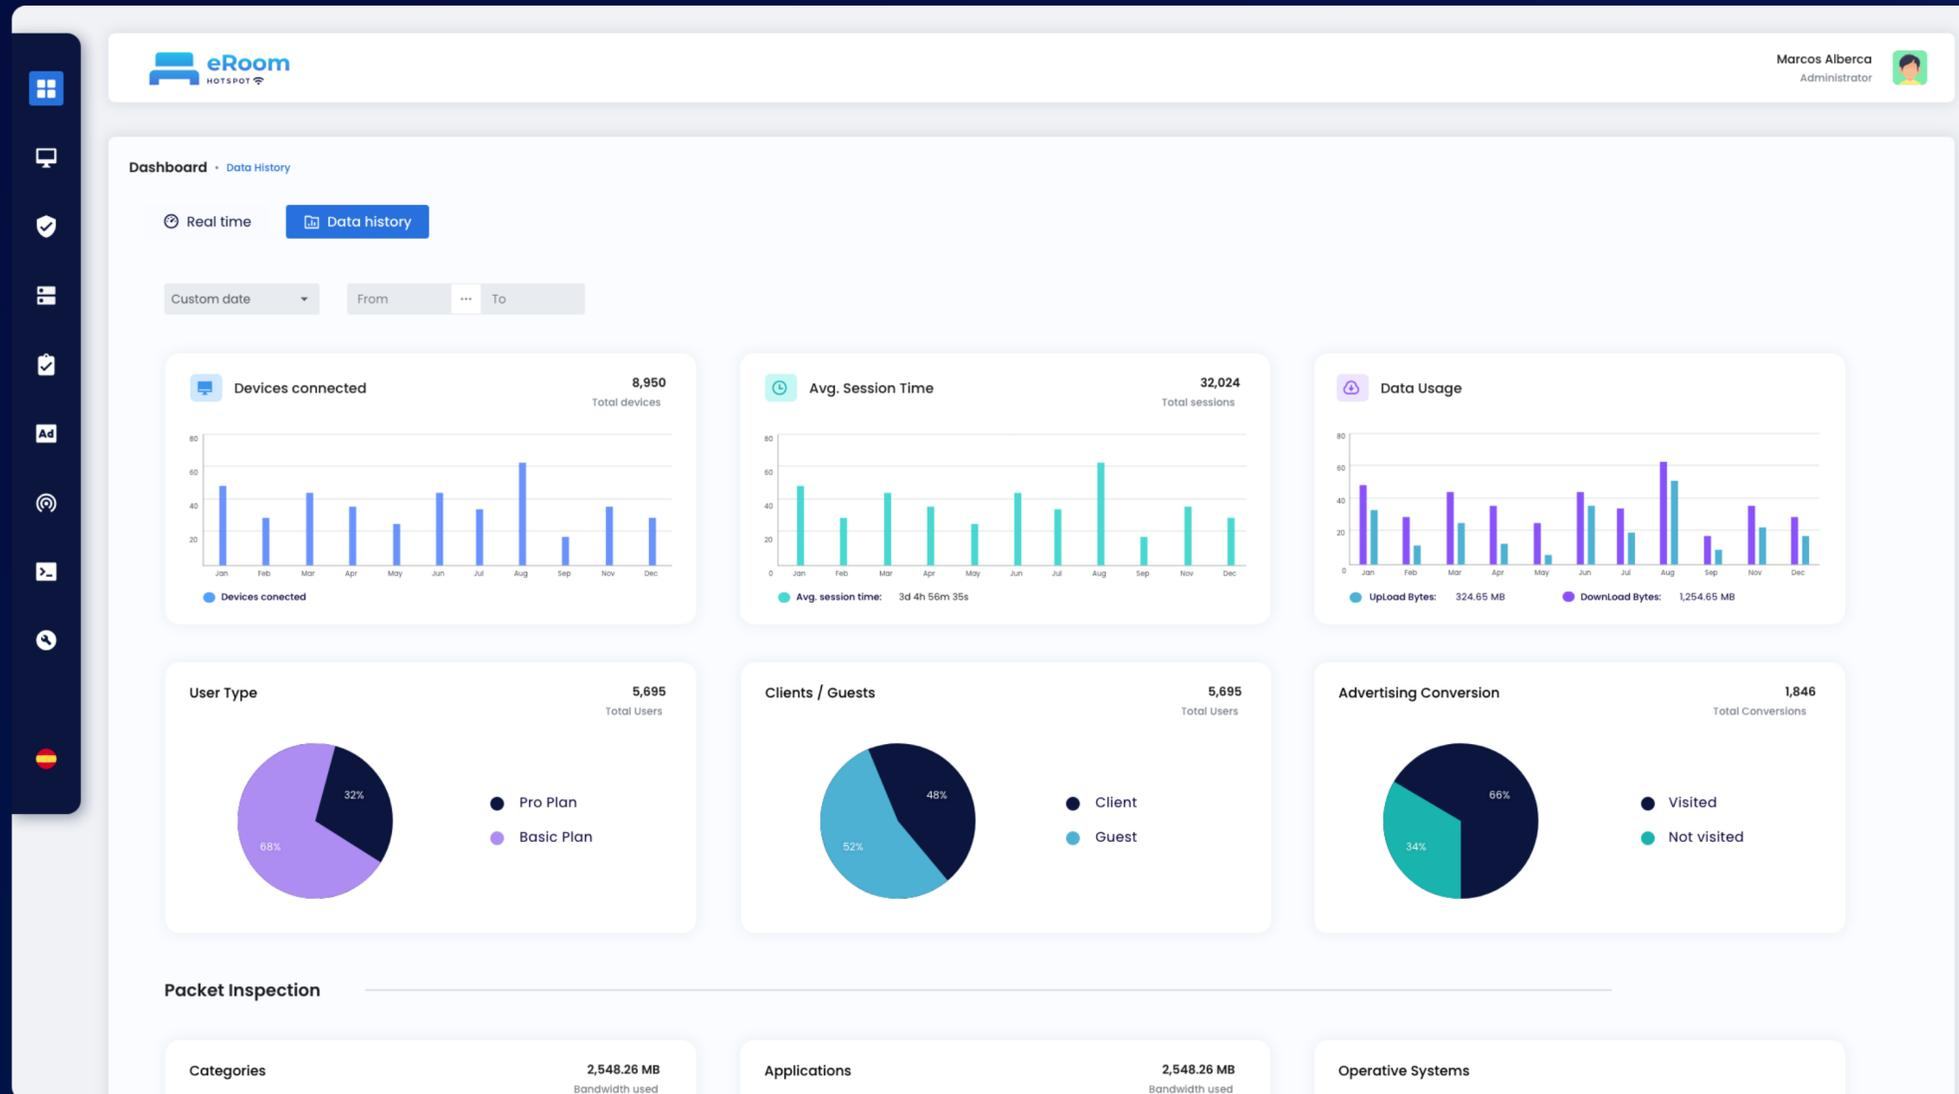 eRoom
HOTSPOT
Marcos Alberca
Administrator
Dashboard • Data History
Real time
Data history
Custom date
From ... To
Devices connected
8,950
Total devices
80
60
40
20
Jan Feb Mar Apr May Jun Jul Aug Sep Nov Dec
Devices conected
Avg. Session Time
32,024
Total sessions
80
60
40
20
0
Jan Feb Mar Apr May Jun Jul Aug Sep Nov Dec
Avg. session time: 3d 4h 56m 35s
Data Usage
80
60
40
20
0
Jan Feb Mar Apr May Jun Jul Aug Sep Nov Dec
UpLoad Bytes: 324.65 MB
DownLoad Bytes: 1,254.65 MB
User Type
5,695
Total Users
32%
68%
Pro Plan
Basic Plan
Clients / Guests
5,695
Total Users
48%
52%
Client
Guest
Advertising Conversion
1,846
Total Conversions
66%
34%
Visited
Not visited
Ad
Packet Inspection
Categories
2,548.26 MB
Bandwidth used
Applications
2,548.26 MB
Bandwidth used
Operative Systems